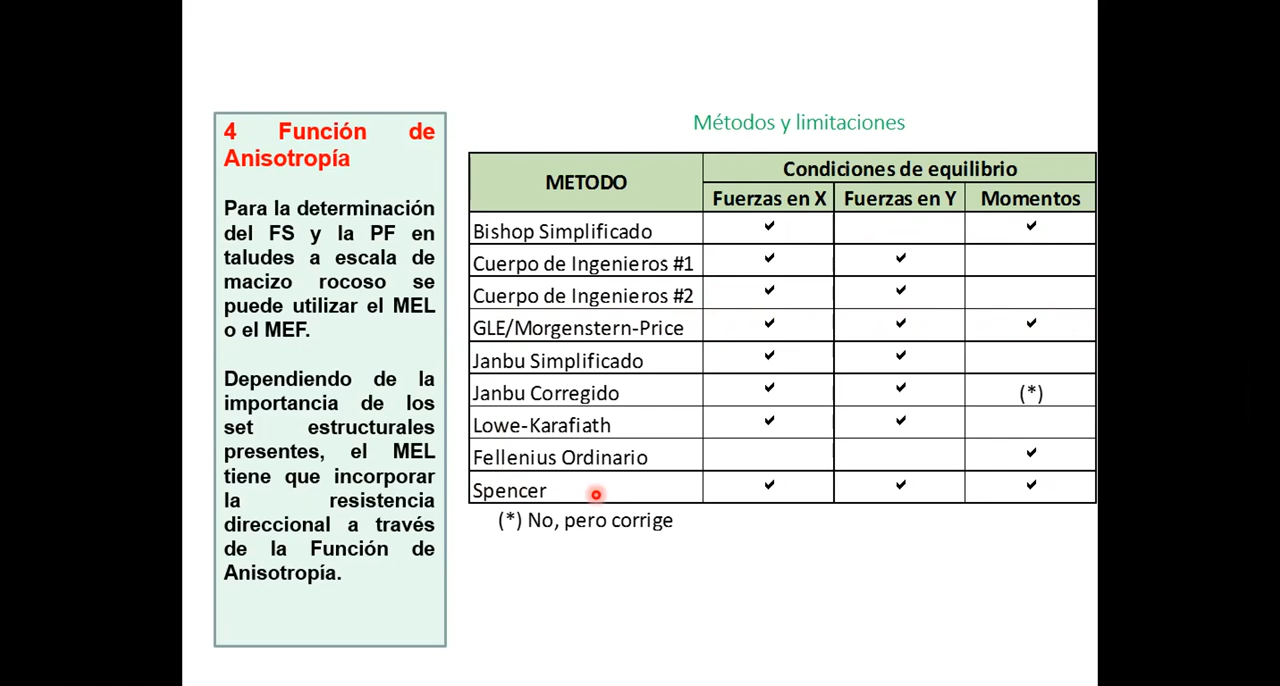 4 Función de
Anisotropía
Para la determinación
del FS y la PF en
taludes a escala de
macizo rocoso se
puede utilizar el MEL
o el MEF.
Dependiendo de la
importancia de los
set estructurales
presentes, el MEL
tiene que incorporar
la resistencia
direccional a través
de la Función de
Anisotropía.
Métodos y limitaciones
METODO
Condiciones de equilibrio
Fuerzas en X Fuerzas en Y Momentos
Bishop Simplificado ✓ ✓
Cuerpo de Ingenieros #1 ✓ ✓
Cuerpo de Ingenieros #2 ✓ ✓
GLE/Morgenstern-Price ✓ ✓ ✓
Janbu Simplificado ✓ ✓
Janbu Corregido ✓ ✓ (*)
Lowe-Karafiath ✓ ✓
Fellenius Ordinario ✓
Spencer ✓ ✓ ✓
(*) No, pero corrige